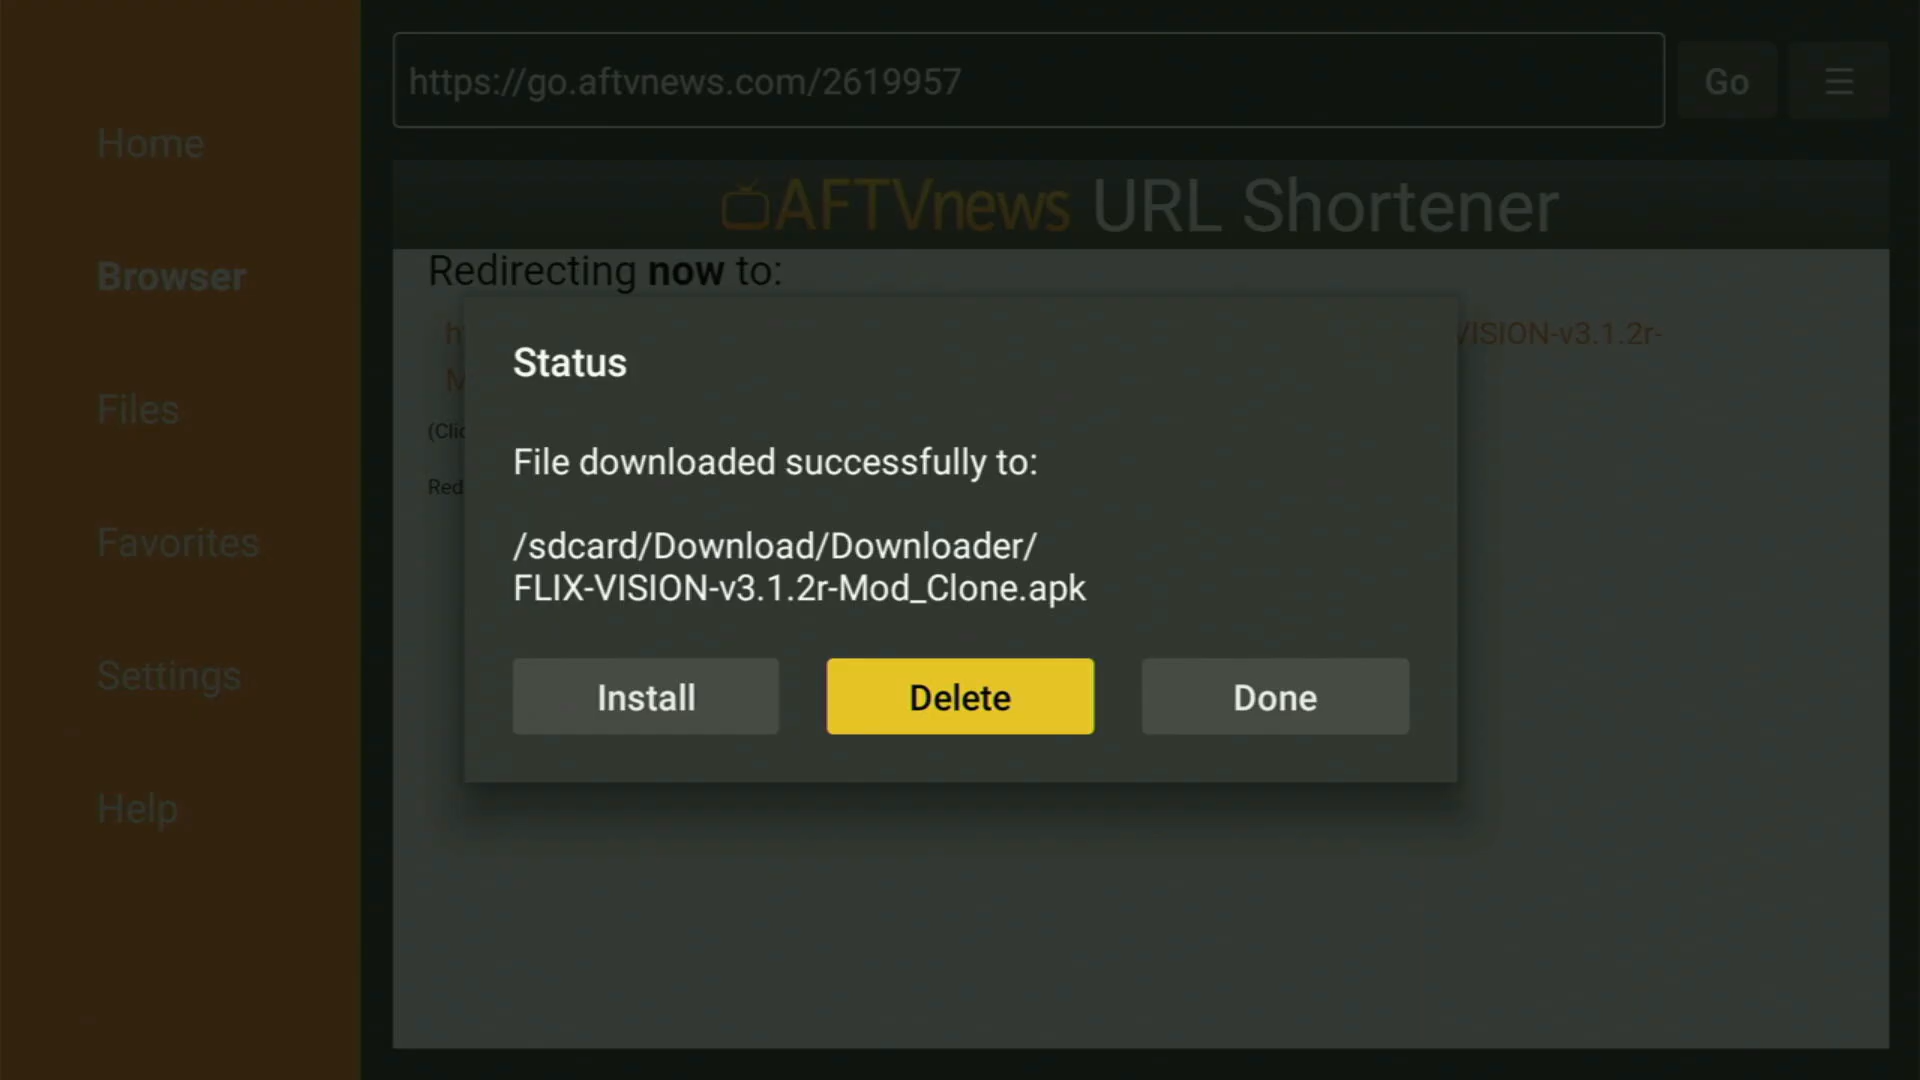 https://go.aftvnews.com/2619957
Go
Home
Browser
Files
Favorites
Settings
Help
AFTVnews URL Shortener
Redirecting now to:
VISION-v3.1.2r-
Status
File downloaded successfully to:
/sdcard/Download/Downloader/
FLIX-VISION-v3.1.2r-Mod_Clone.apk
Install
Delete
Done